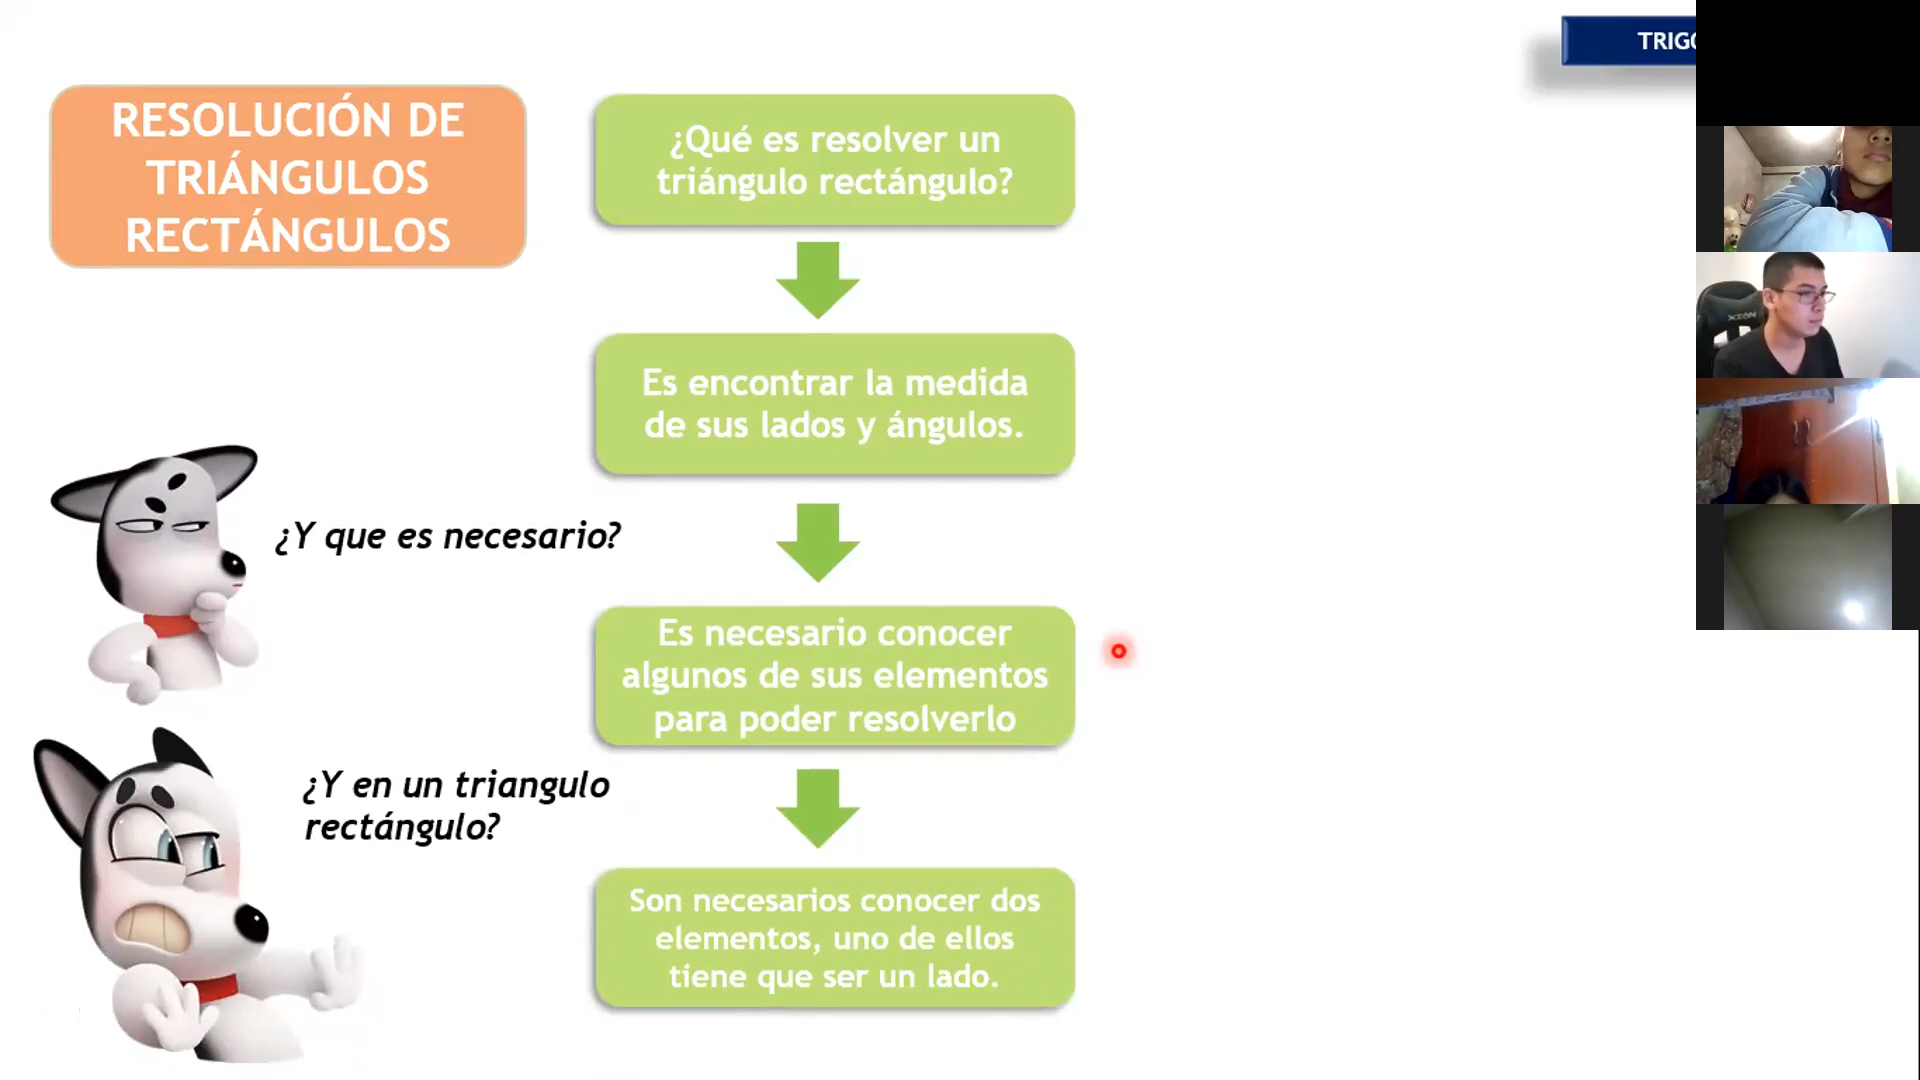 TRIGO
RESOLUCIÓN DE
TRIÁNGULOS
RECTÁNGULOS
¿Qué es resolver un
triángulo rectángulo?
Es encontrar la medida
de sus lados y ángulos.
¿Y que es necesario?
Es necesario conocer
algunos de sus elementos
para poder resolverlo
¿Y en un triangulo
rectángulo?
Son necesarios conocer dos
elementos, uno de ellos
tiene que ser un lado.
XION